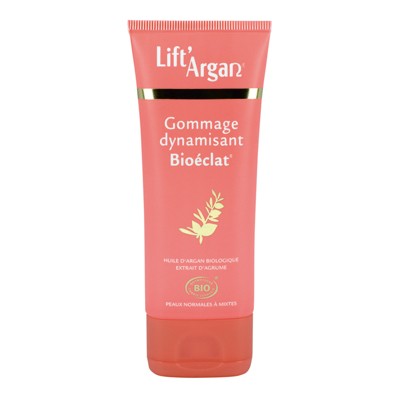 Lift'Argan
Gommage
dynamisant
Bioéclat
HUILE D'ARGAN BIOLOGIQUE
EXTRAIT D'AGRUME
BIO
PEAUX NORMALES À MIXTES